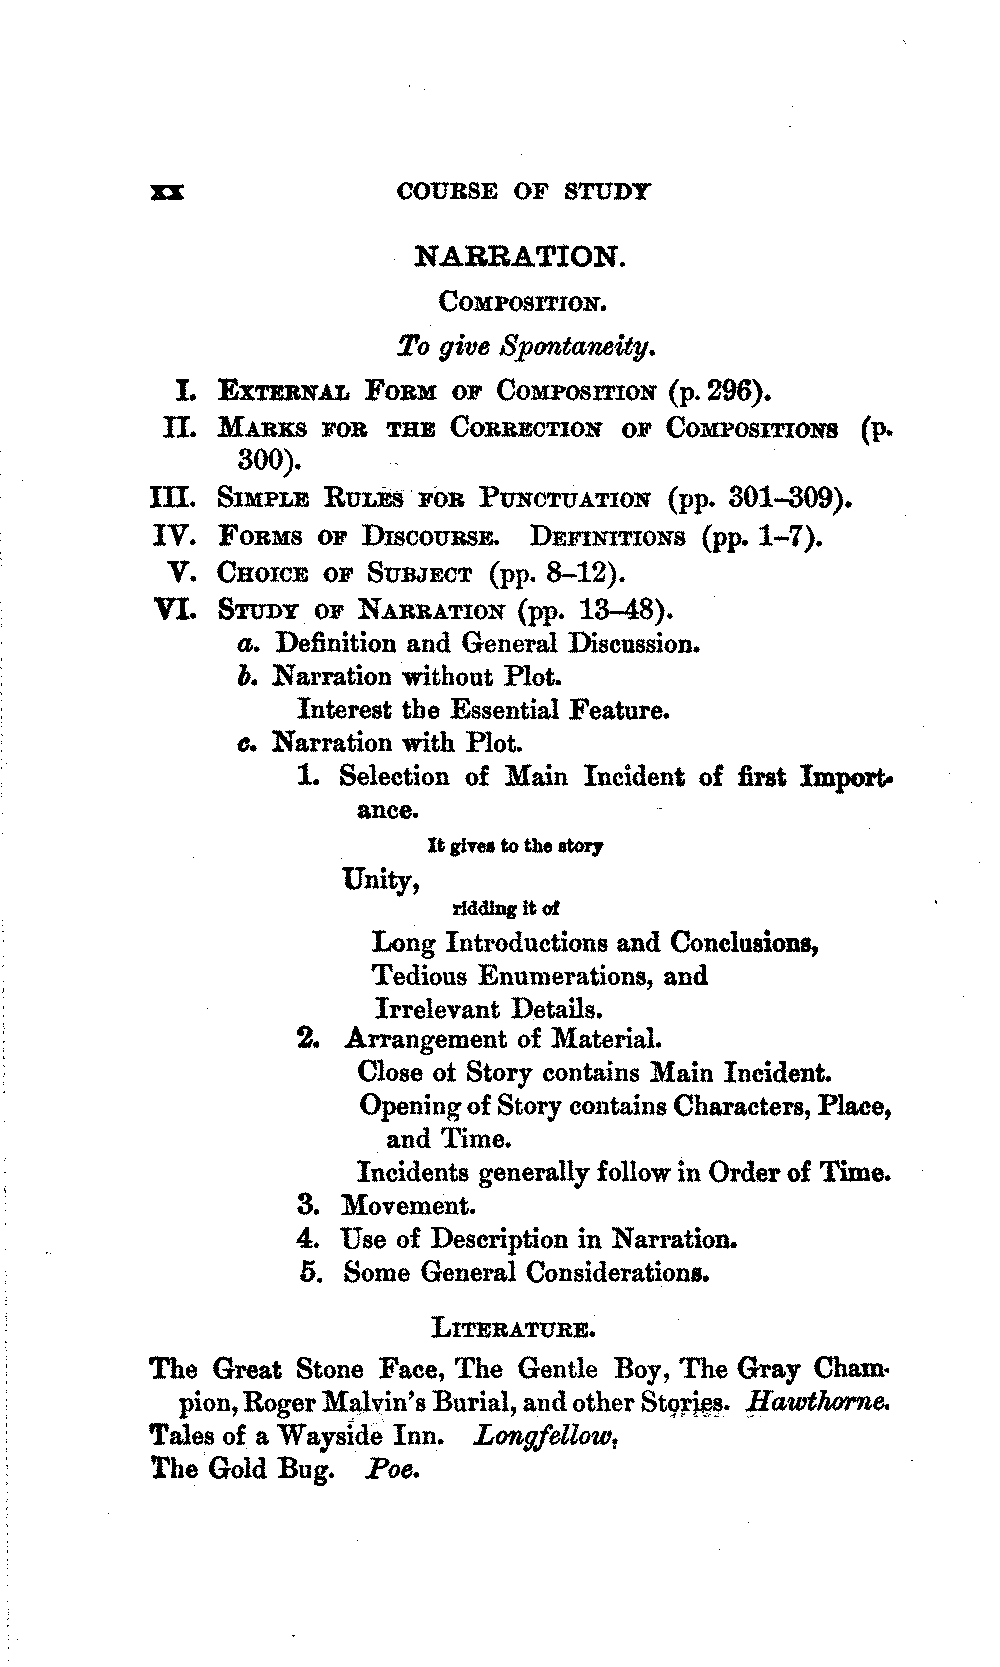 xx COURSE OF STUDY
NARRATION.
COMPOSITION.
To give Spontaneity.
I. EXTERNAL FORM OF COMPOSITION (p. 296).
II. MARKS FOR THE CORRECTION OF COMPOSITIONS (p.
300).
III. SIMPLE RULES FOR PUNCTUATION (pp. 301–309).
IV. FORMS OF DISCOURSE. DEFINITIONS (pp. 1–7).
V. CHOICE OF SUBJECT (pp. 8–12).
VI. STUDY OF NARRATION (pp. 13–48).
a. Definition and General Discussion.
b. Narration without Plot.
Interest the Essential Feature.
c. Narration with Plot.
1. Selection of Main Incident of first Import-
ance.
It gives to the story
Unity,
ridding it of
Long Introductions and Conclusions,
Tedious Enumerations, and
Irrelevant Details.
2. Arrangement of Material.
Close ot Story contains Main Incident.
Opening of Story contains Characters, Place,
and Time.
Incidents generally follow in Order of Time.
3. Movement.
4. Use of Description in Narration.
5. Some General Considerations.
LITERATURE.
The Great Stone Face, The Gentle Boy, The Gray Cham-
pion, Roger Malvin's Burial, and other Stories. Hawthorne.
Tales of a Wayside Inn. Longfellow.
The Gold Bug. Poe.